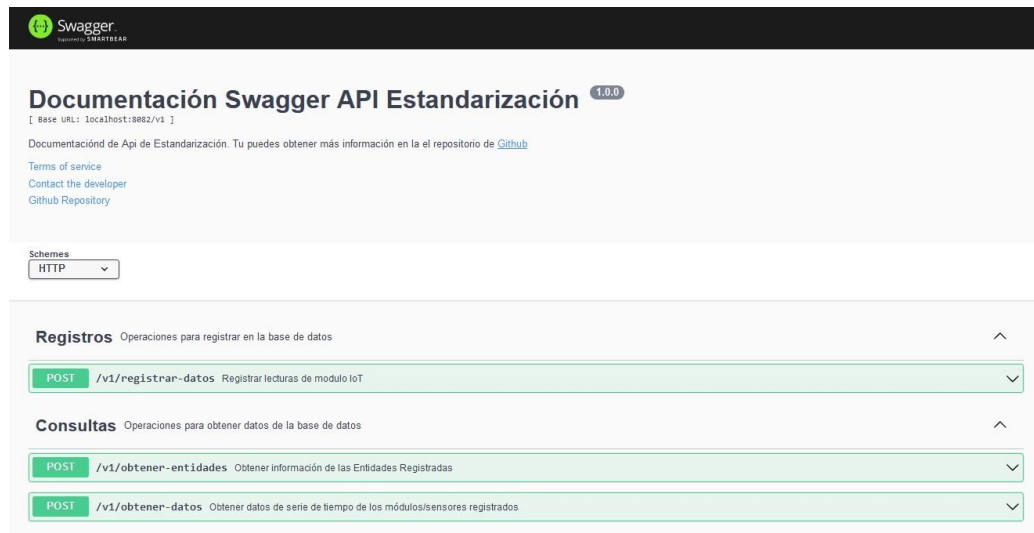 Swagger.
Supported by SMARTBEAR
Documentación Swagger API Estandarización 1.0.0
[ Base URL: localhost:8082/v1 ]
Documentaciónd de Api de Estandarización. Tu puedes obtener más información en la el repositorio de Github
Terms of service
Contact the developer
Github Repository
Schemes
HTTP
Registros Operaciones para registrar en la base de datos
POST /v1/registrar-datos Registrar lecturas de modulo IoT
Consultas Operaciones para obtener datos de la base de datos
POST /v1/obtener-entidades Obtener información de las Entidades Registradas
POST /v1/obtener-datos Obtener datos de serie de tiempo de los módulos/sensores registrados